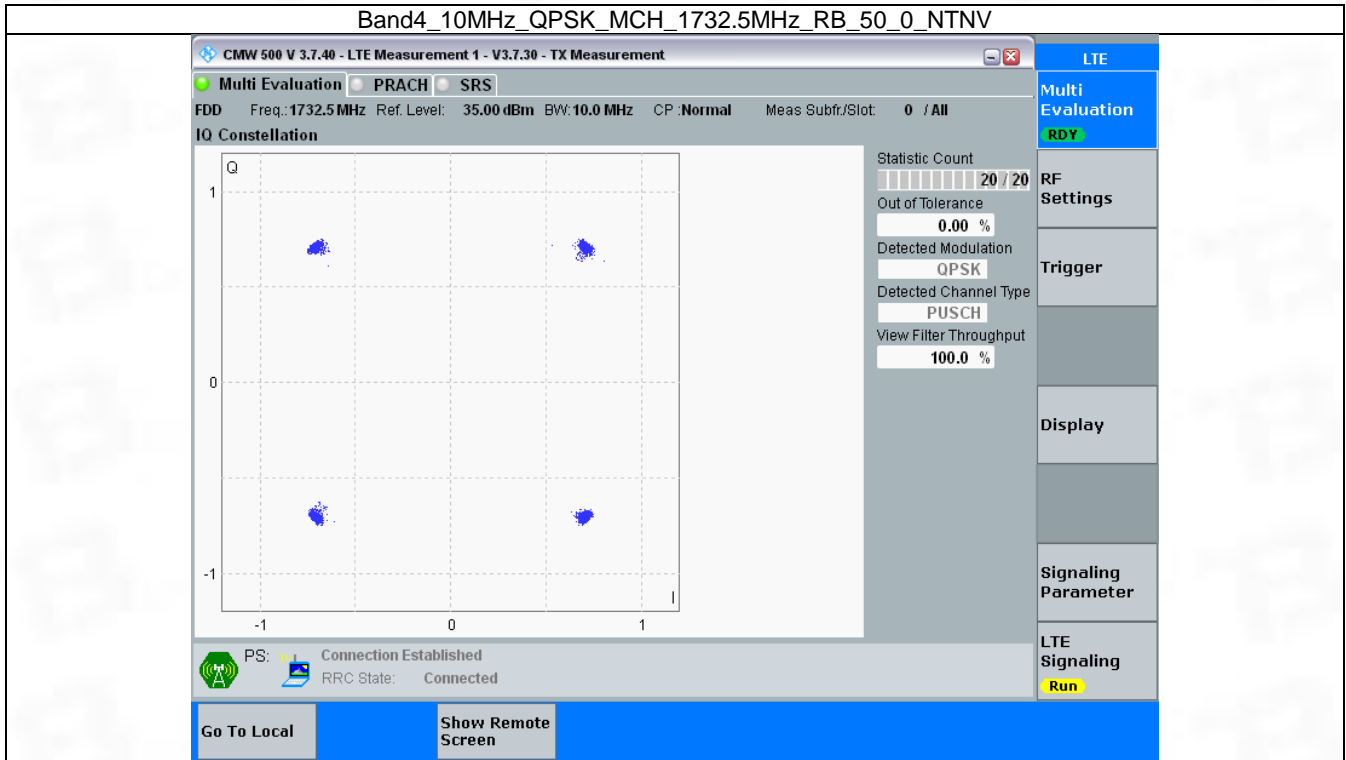 Band4_10MHz_QPSK_MCH_1732.5MHz_RB_50_0_NTNV
CMW 500 V 3.7.40 - LTE Measurement 1 - V3.7.30 - TX Measurement
LTE
Multi Evaluation PRACH SRS
Multi
Evaluation
RDY
FDD Freq.:1732.5 MHz Ref. Level: 35.00 dBm BW:10.0 MHz CP :Normal Meas Subfr./Slot: 0 / All
IQ Constellation
Q
1
0
-1
I
-1 0 1
Statistic Count
20 / 20
Out of Tolerance
0.00 %
Detected Modulation
QPSK
Detected Channel Type
PUSCH
View Filter Throughput
100.0 %
RF
Settings
Trigger
Display
Signaling
Parameter
LTE
Signaling
Run
PS: Connection Established
RRC State: Connected
Go To Local
Show Remote
Screen